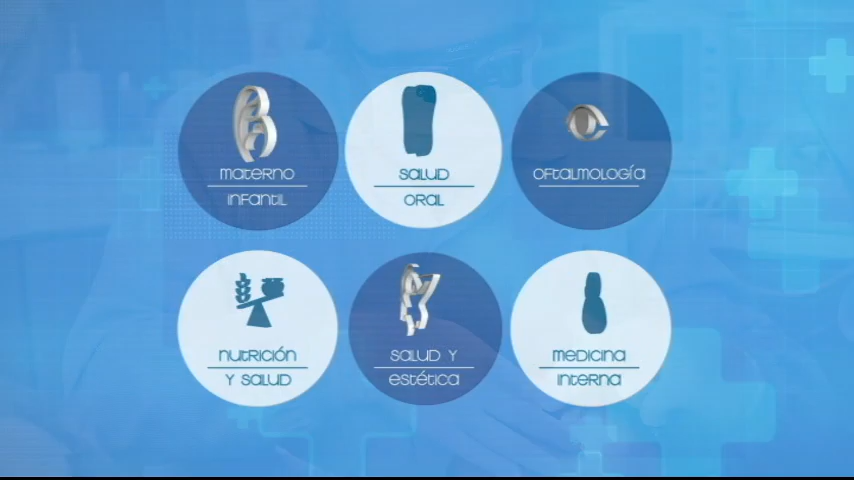 MATERNO
INFANTIL
SALUD
ORAL
OFTALMOLOGÍA
NUTRICIÓN
Y SALUD
SALUD Y
ESTÉTICA
MEDICINA
INTERNA